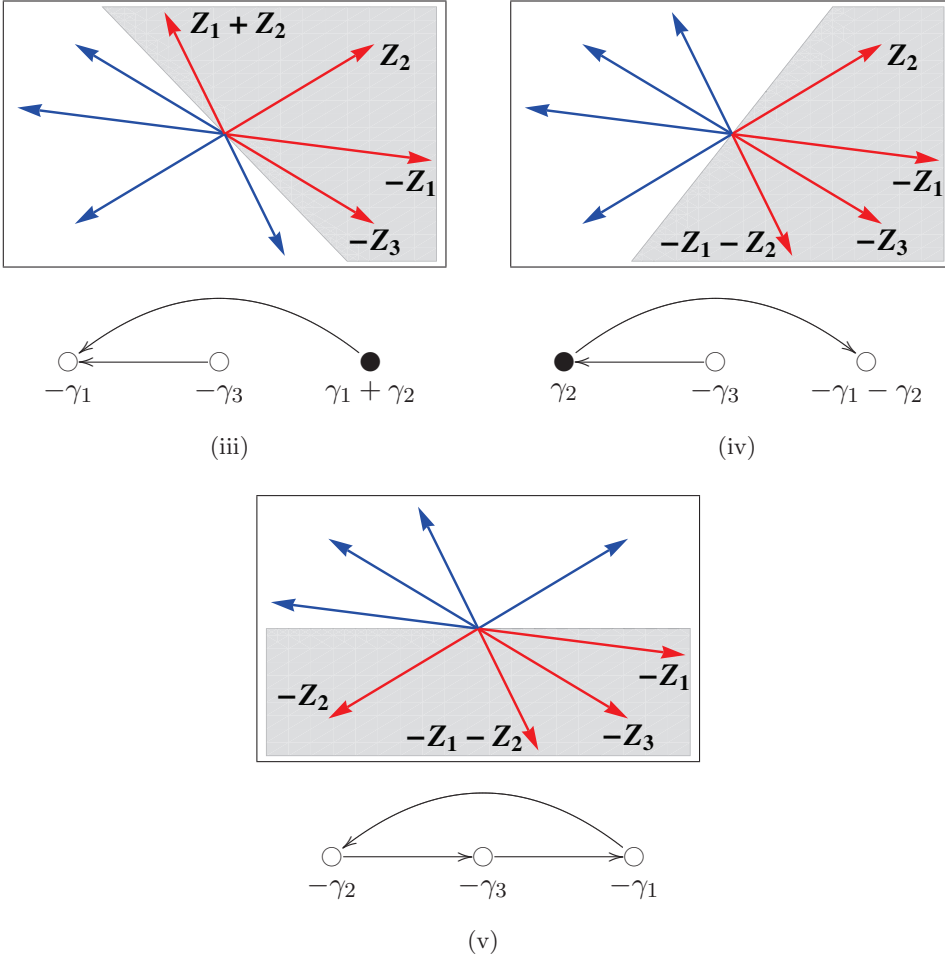 Z₁ + Z₂
Z₂
−Z₁
−Z₃
−γ₁ −γ₃ γ₁ + γ₂
(iii)
Z₂
−Z₁
−Z₁ − Z₂ −Z₃
γ₂ −γ₃ −γ₁ − γ₂
(iv)
−Z₁
−Z₂
−Z₁ − Z₂ −Z₃
−γ₂ −γ₃ −γ₁
(v)